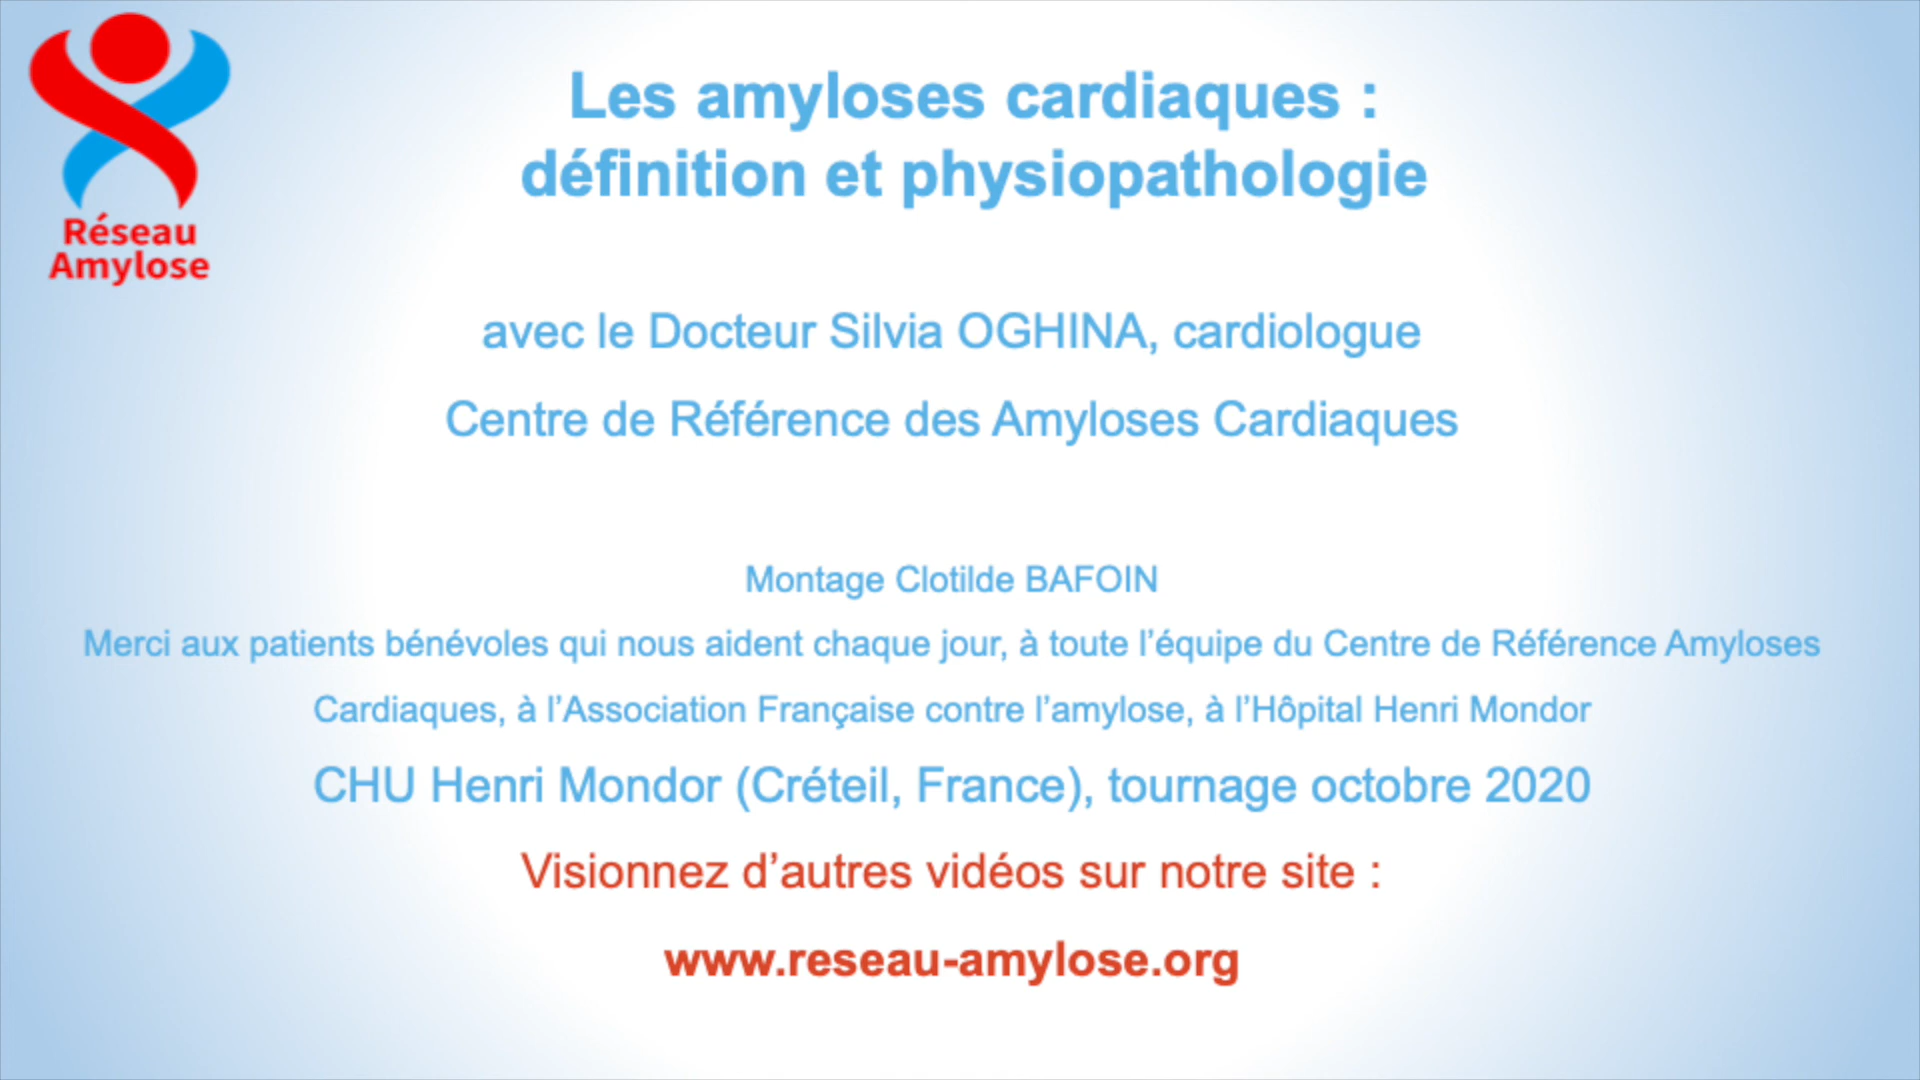 Réseau
Amylose
Les amyloses cardiaques :
définition et physiopathologie
avec le Docteur Silvia OGHINA, cardiologue
Centre de Référence des Amyloses Cardiaques
Montage Clotilde BAFOIN
Merci aux patients bénévoles qui nous aident chaque jour, à toute l’équipe du Centre de Référence Amyloses
Cardiaques, à l’Association Française contre l’amylose, à l’Hôpital Henri Mondor
CHU Henri Mondor (Créteil, France), tournage octobre 2020
Visionnez d’autres vidéos sur notre site :
www.reseau-amylose.org